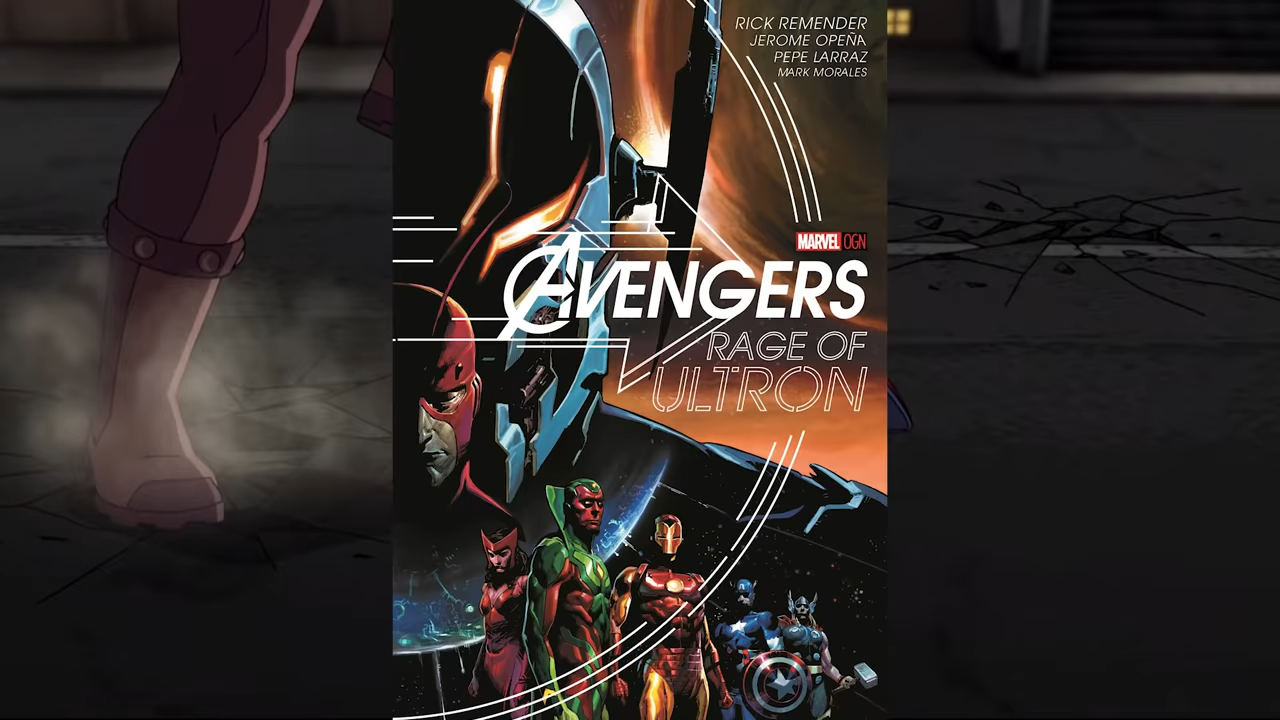 RICK REMENDER
JEROME OPEÑA
PEPE LARRAZ
MARK MORALES
MARVEL OGN
AVENGERS
RAGE OF
ULTRON